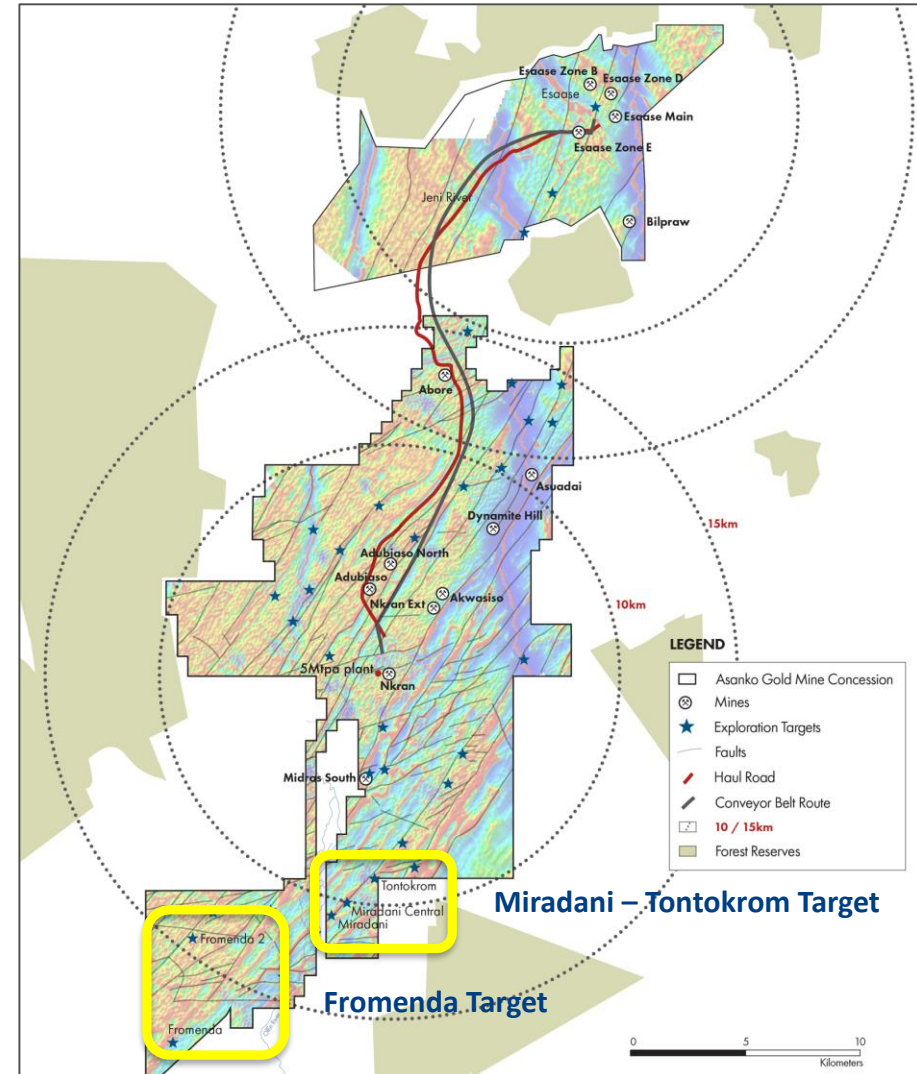 Esaase Zone B
Esaase Zone D
Esaase
Esaase Main
Esaase Zone E
Jeni River
Bilpraw
Abore
Asuadai
Dynamite Hill
15km
Adubiaso North
Adubiaso
Akwasiso
Nkran Ext
10km
5Mtpa plant
Nkran
LEGEND
Asanko Gold Mine Concession
Mines
Exploration Targets
Faults
Haul Road
Conveyor Belt Route
10 / 15km
Forest Reserves
Midras South
Tontokrom
Miradani Central
Miradani
Miradani – Tontokrom Target
Fromenda 2
Fromenda Target
Fromenda
0 5 10
Kilometers